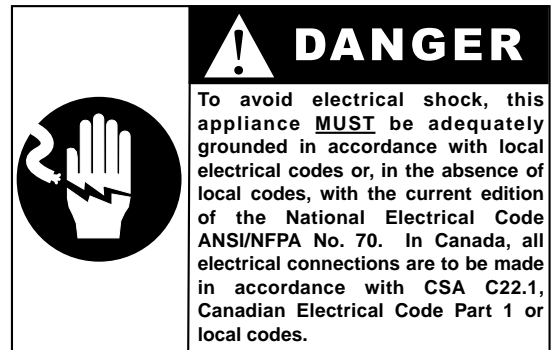 DANGER
To avoid electrical shock, this
appliance MUST be adequately
grounded in accordance with local
electrical codes or, in the absence of
local codes, with the current edition
of the National Electrical Code
ANSI/NFPA No. 70. In Canada, all
electrical connections are to be made
in accordance with CSA C22.1,
Canadian Electrical Code Part 1 or
local codes.